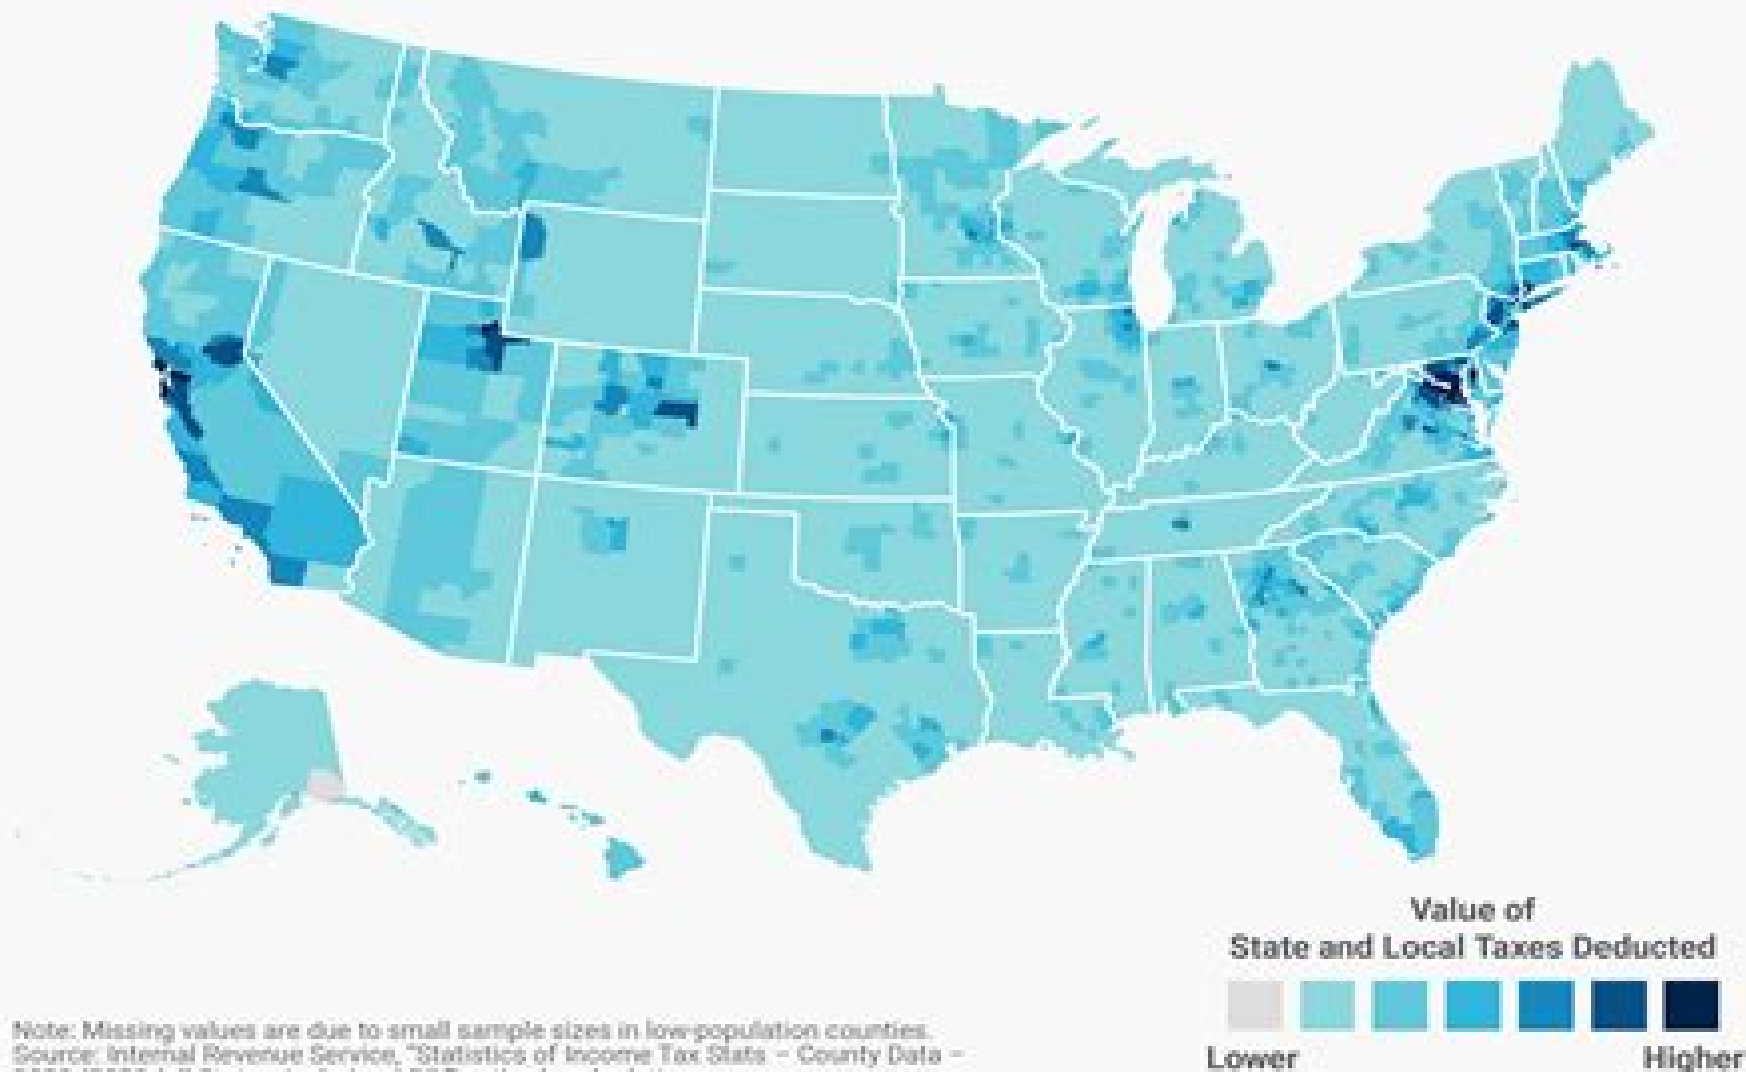 Value of
State and Local Taxes Deducted
Lower
Higher
Note: Missing values are due to small sample sizes in low-population counties.
Source: Internal Revenue Service, "Statistics of Income Tax Stats – County Data –